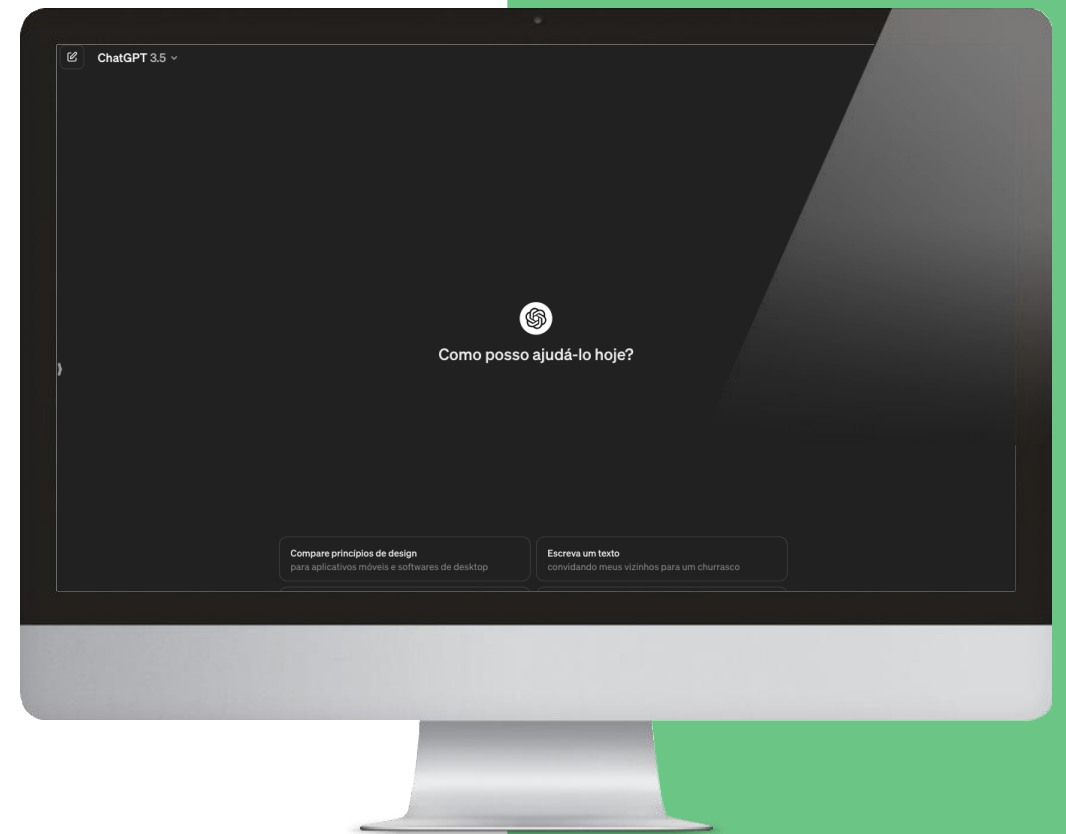 ChatGPT 3.5
Como posso ajudá-lo hoje?
Compare princípios de design
para aplicativos móveis e softwares de desktop
Escreva um texto
convidando meus vizinhos para um churrasco